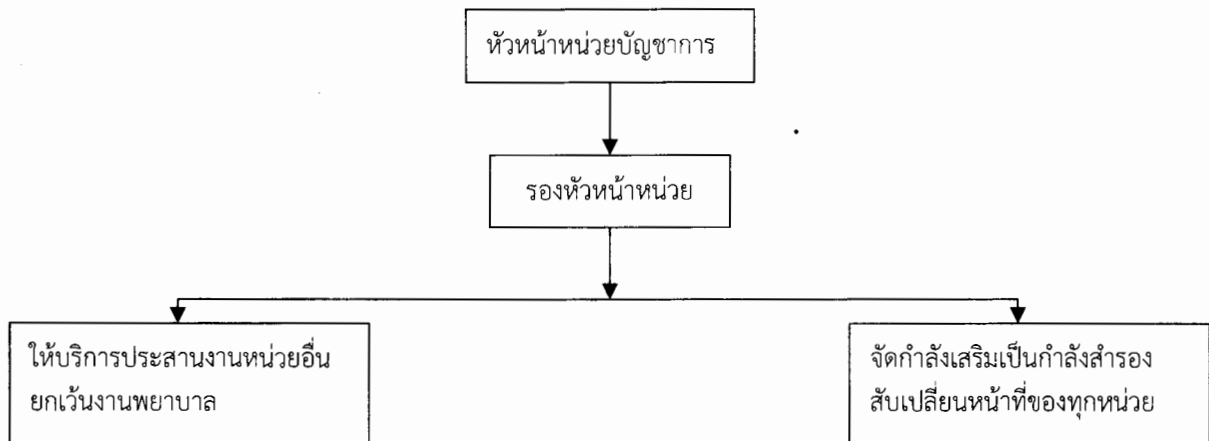 หัวหน้าหน่วยบัญชาการ
รองหัวหน้าหน่วย
ให้บริการประสานงานหน่วยอื่น
ยกเว้นงานพยาบาล
จัดกำลังเสริมเป็นกำลังสำรอง
สับเปลี่ยนหน้าที่ของทุกหน่วย